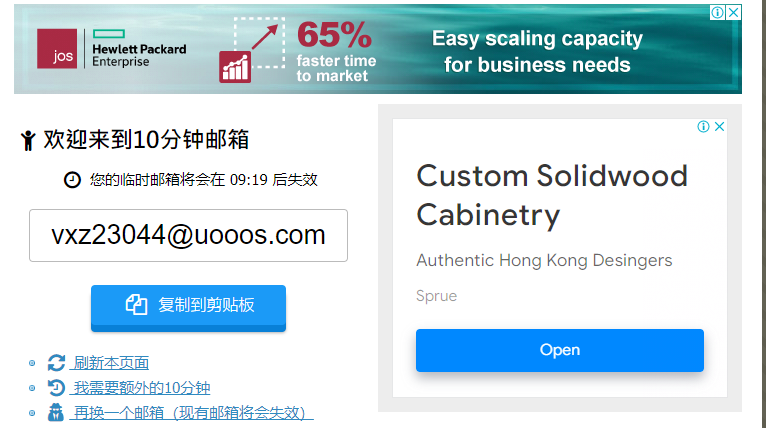 jos
Hewlett Packard
Enterprise
65%
faster time
to market
Easy scaling capacity
for business needs
欢迎来到10分钟邮箱
您的临时邮箱将会在 09:19 后失效
vxz23044@uooos.com
复制到剪贴板
刷新本页面
我需要额外的10分钟
再换一个邮箱（现有邮箱将会失效）
Custom Solidwood
Cabinetry
Authentic Hong Kong Desingers
Sprue
Open